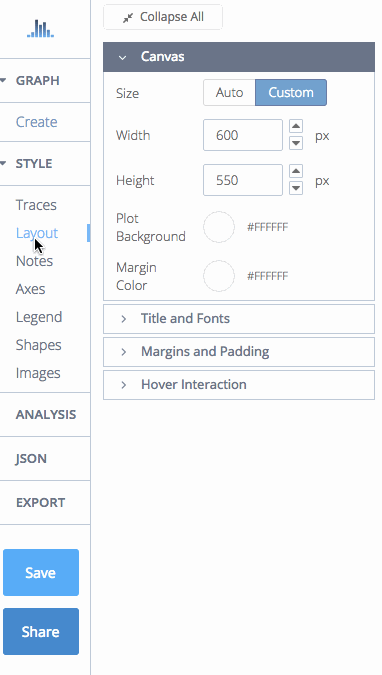 Collapse All
GRAPH
Create
STYLE
Traces
Layout
Notes
Axes
Legend
Shapes
Images
ANALYSIS
JSON
EXPORT
Save
Share
Canvas
Size Auto Custom
Width 600 px
Height 550 px
Plot
Background #FFFFFF
Margin
Color #FFFFFF
Title and Fonts
Margins and Padding
Hover Interaction